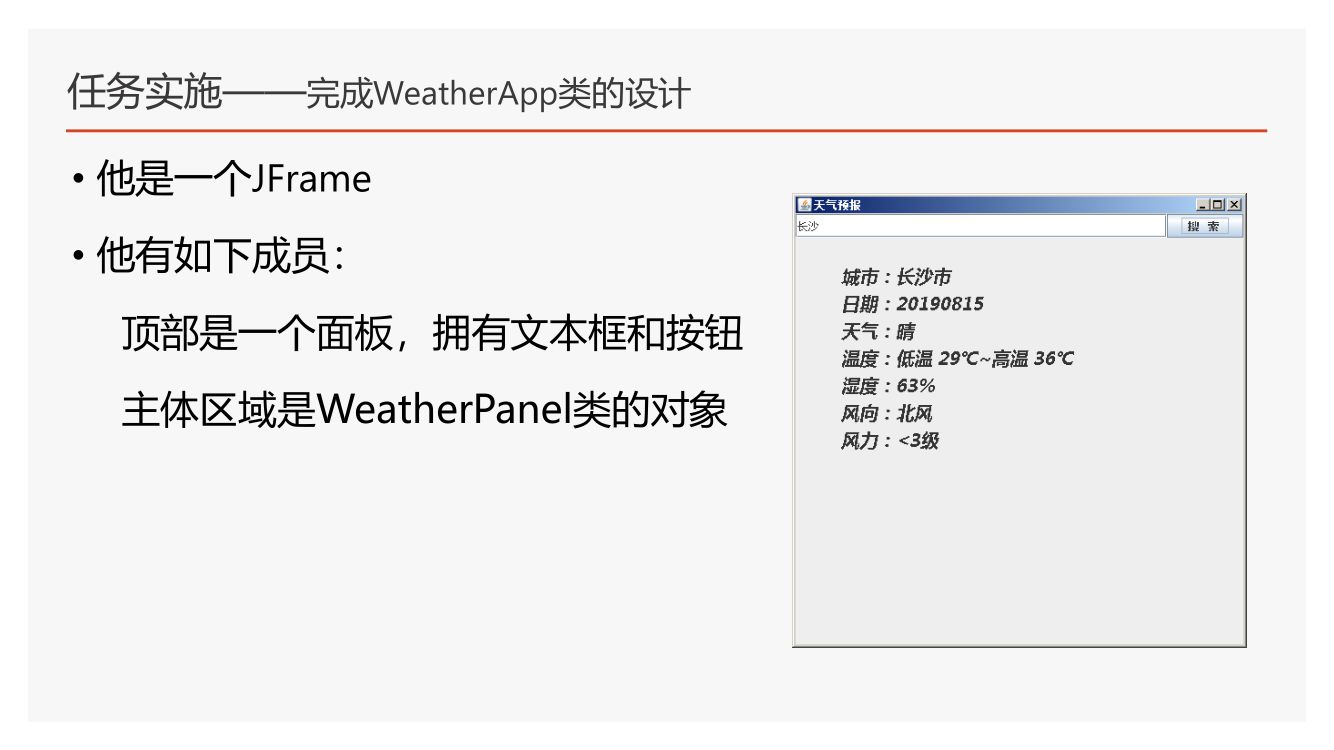 任务实施——完成WeatherApp类的设计
• 他是一个JFrame
• 他有如下成员：
顶部是一个面板，拥有文本框和按钮
主体区域是WeatherPanel类的对象
天气预报
长沙
搜 索
城市：长沙市
日期：20190815
天气：晴
温度：低温 29℃~高温 36℃
湿度：63%
风向：北风
风力：<3级